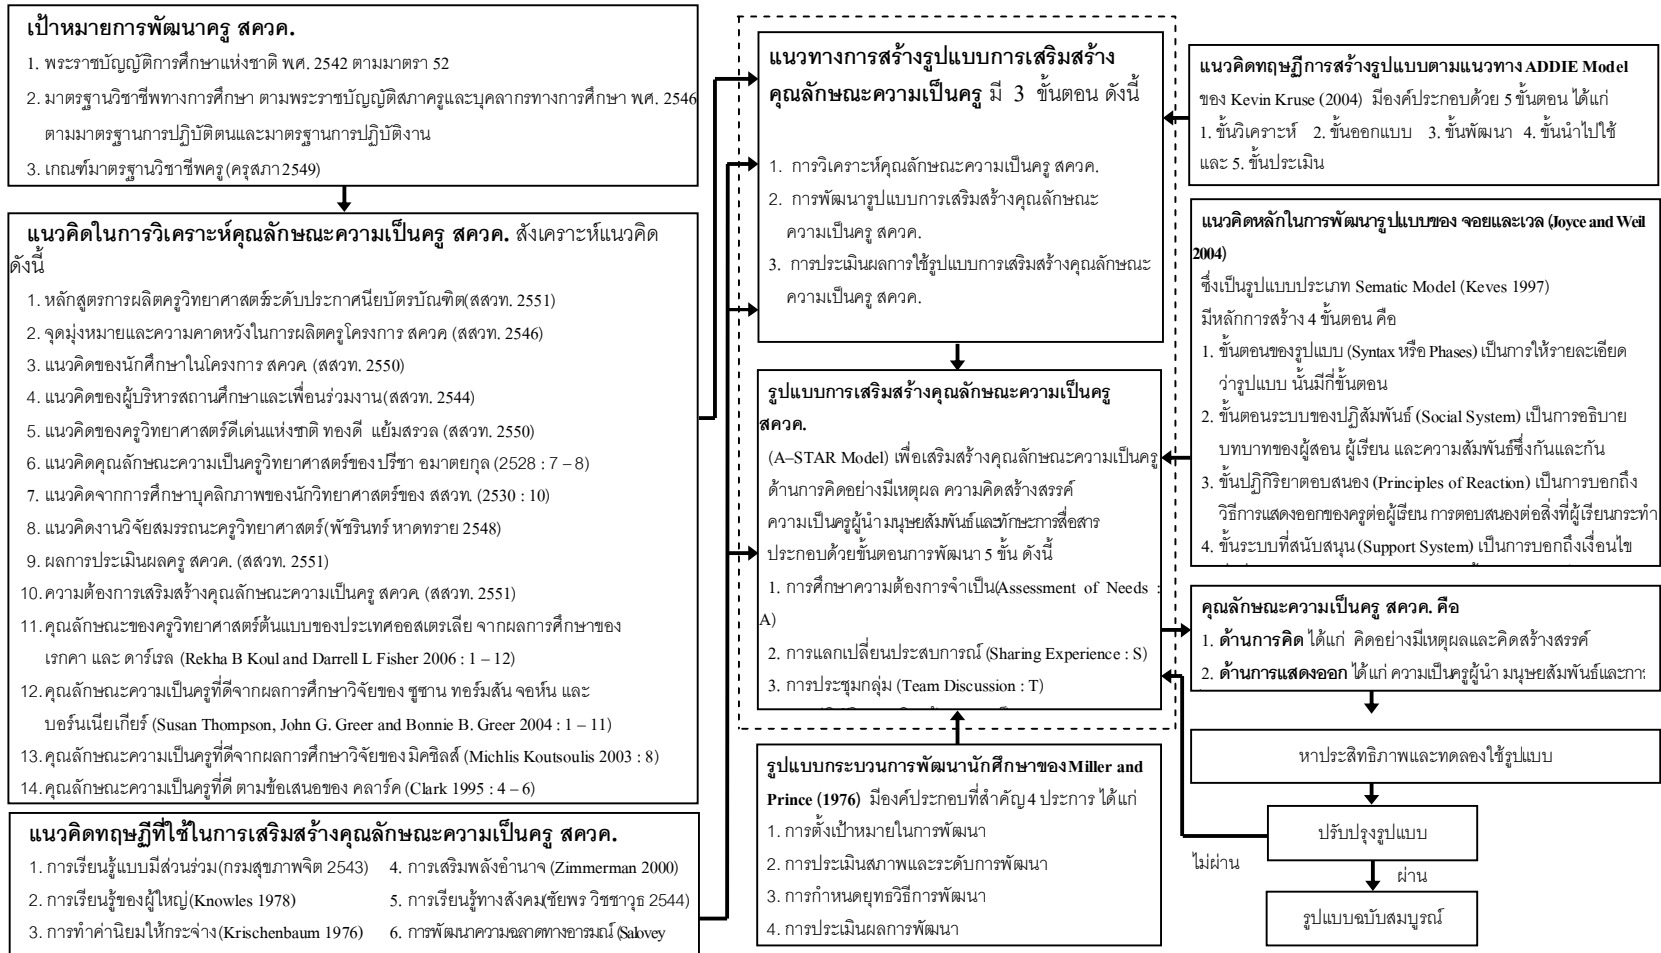 เป้าหมายการพัฒนาครู สควค.
1. พระราชบัญญัติการศึกษาแห่งชาติ พ.ศ. 2542 ตามมาตรา 52
2. มาตรฐานวิชาชีพทางการศึกษา ตามพระราชบัญญัติสภาครูและบุคลากรทางการศึกษา พ.ศ. 2546
ตามมาตรฐานการปฏิบัติตนและมาตรฐานการปฏิบัติงาน
3. เกณฑ์มาตรฐานวิชาชีพครู (คุรุสภา 2549)
แนวคิดในการวิเคราะห์คุณลักษณะความเป็นครู สควค. สังเคราะห์แนวคิด
ดังนี้
1. หลักสูตรการผลิตครูวิทยาศาสตร์ระดับประกาศนียบัตรบัณฑิต (สสวท. 2551)
2. จุดมุ่งหมายและความคาดหวังในการผลิตครูโครงการ สควค. (สสวท. 2546)
3. แนวคิดของนักศึกษาในโครงการ สควค. (สสวท. 2550)
4. แนวคิดของผู้บริหารสถานศึกษาและเพื่อนร่วมงาน (สสวท. 2544)
5. แนวคิดของครูวิทยาศาสตร์ดีเด่นแห่งชาติ ทองดี แย้มสรวล (สสวท. 2550)
6. แนวคิดคุณลักษณะความเป็นครูวิทยาศาสตร์ของ ปรีชา อมาตยกุล (2528 : 7 – 8)
7. แนวคิดจากการศึกษาบุคลิกภาพของนักวิทยาศาสตร์ของ สสวท. (2530 : 10)
8. แนวคิดงานวิจัยสมรรถนะครูวิทยาศาสตร์ (พัชรินทร์ หาดทราย 2548)
9. ผลการประเมินผลครู สควค. (สสวท. 2551)
10. ความต้องการเสริมสร้างคุณลักษณะความเป็นครู สควค. (สสวท. 2551)
11. คุณลักษณะของครูวิทยาศาสตร์ต้นแบบของประเทศออสเตรเลีย จากผลการศึกษาของ
เรกคา และ ดาร์เรล (Rekha B Koul and Darrell L Fisher 2006 : 1 – 12)
12. คุณลักษณะความเป็นครูที่ดีจากผลการศึกษาวิจัยของ ซูซาน ทอร์มสัน จอห์น และ
บอร์นเนียเกียร์ (Susan Thompson, John G. Greer and Bonnie B. Greer 2004 : 1 – 11)
13. คุณลักษณะความเป็นครูที่ดีจากผลการศึกษาวิจัยของ มิคชิลส์ (Michlis Koutsoulis 2003 : 8)
14. คุณลักษณะความเป็นครูที่ดี ตามข้อเสนอของ คลาร์ค (Clark 1995 : 4 – 6)
แนวคิดทฤษฎีที่ใช้ในการเสริมสร้างคุณลักษณะความเป็นครู สควค.
1. การเรียนรู้แบบมีส่วนร่วม (กรมสุขภาพจิต 2543) 4. การเสริมพลังอำนาจ (Zimmerman 2000)
2. การเรียนรู้ของผู้ใหญ่ (Knowles 1978) 5. การเรียนรู้ทางสังคม (ชัยพร วิชชาวุธ 2544)
3. การทำค่านิยมให้กระจ่าง (Krischenbaum 1976) 6. การพัฒนาความฉลาดทางอารมณ์ (Salovey
แนวทางการสร้างรูปแบบการเสริมสร้าง
คุณลักษณะความเป็นครู มี 3 ขั้นตอน ดังนี้
1. การวิเคราะห์คุณลักษณะความเป็นครู สควค.
2. การพัฒนารูปแบบการเสริมสร้างคุณลักษณะ
ความเป็นครู สควค.
3. การประเมินผลการใช้รูปแบบการเสริมสร้างคุณลักษณะ
ความเป็นครู สควค.
รูปแบบการเสริมสร้างคุณลักษณะความเป็นครู
สควค.
(A–STAR Model) เพื่อเสริมสร้างคุณลักษณะความเป็นครู
ด้านการคิดอย่างมีเหตุผล ความคิดสร้างสรรค์
ความเป็นครูผู้นำ มนุษยสัมพันธ์และทักษะการสื่อสาร
ประกอบด้วยขั้นตอนการพัฒนา 5 ขั้น ดังนี้
1. การศึกษาความต้องการจำเป็น (Assessment of Needs :
A)
2. การแลกเปลี่ยนประสบการณ์ (Sharing Experience : S)
3. การประชุมกลุ่ม (Team Discussion : T)
รูปแบบกระบวนการพัฒนานักศึกษาของ Miller and
Prince (1976) มีองค์ประกอบที่สำคัญ 4 ประการ ได้แก่
1. การตั้งเป้าหมายในการพัฒนา
2. การประเมินสภาพและระดับการพัฒนา
3. การกำหนดยุทธวิธีการพัฒนา
4. การประเมินผลการพัฒนา
แนวคิดทฤษฎีการสร้างรูปแบบตามแนวทาง ADDIE Model
ของ Kevin Kruse (2004) มีองค์ประกอบด้วย 5 ขั้นตอน ได้แก่
1. ขั้นวิเคราะห์ 2. ขั้นออกแบบ 3. ขั้นพัฒนา 4. ขั้นนำไปใช้
และ 5. ขั้นประเมิน
แนวคิดหลักในการพัฒนารูปแบบของ จอยและเวล (Joyce and Weil
2004)
ซึ่งเป็นรูปแบบประเภท Sematic Model (Keves 1997)
มีหลักการสร้าง 4 ขั้นตอน คือ
1. ขั้นตอนของรูปแบบ (Syntax หรือ Phases) เป็นการให้รายละเอียด
ว่ารูปแบบ นั้นมีกี่ขั้นตอน
2. ขั้นตอนระบบของปฏิสัมพันธ์ (Social System) เป็นการอธิบาย
บทบาทของผู้สอน ผู้เรียน และความสัมพันธ์ซึ่งกันและกัน
3. ขั้นปฏิกิริยาตอบสนอง (Principles of Reaction) เป็นการบอกถึง
วิธีการแสดงออกของครูต่อผู้เรียน การตอบสนองต่อสิ่งที่ผู้เรียนกระทำ
4. ขั้นระบบที่สนับสนุน (Support System) เป็นการบอกถึงเงื่อนไข
คุณลักษณะความเป็นครู สควค. คือ
1. ด้านการคิด ได้แก่ คิดอย่างมีเหตุผลและคิดสร้างสรรค์
2. ด้านการแสดงออก ได้แก่ ความเป็นครูผู้นำ มนุษยสัมพันธ์และการ
หาประสิทธิภาพและทดลองใช้รูปแบบ
ปรับปรุงรูปแบบ
ไม่ผ่าน
ผ่าน
รูปแบบฉบับสมบูรณ์